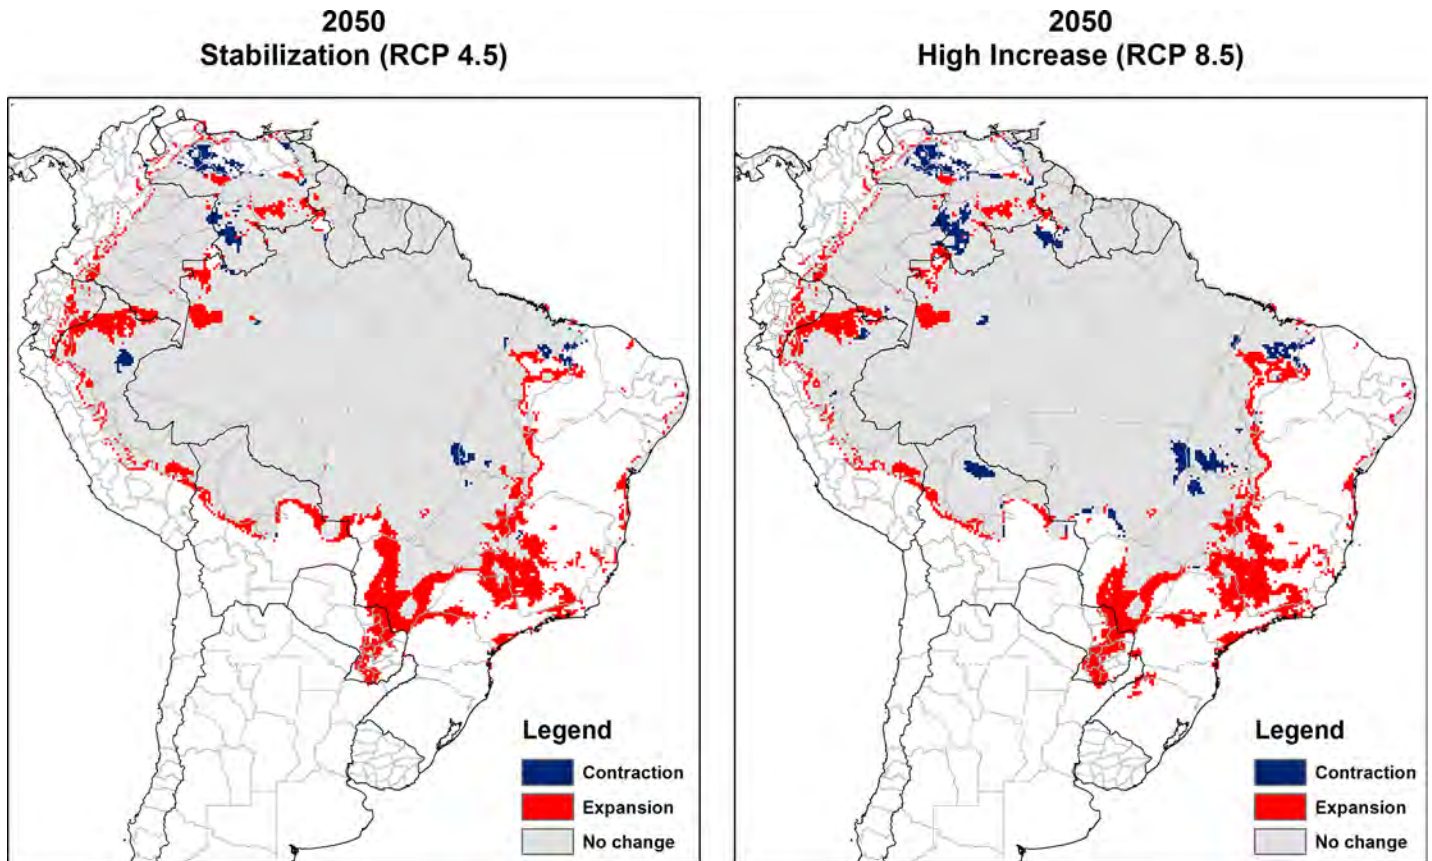 2050
Stabilization (RCP 4.5)
2050
High Increase (RCP 8.5)
Legend
Contraction
Expansion
No change
Legend
Contraction
Expansion
No change